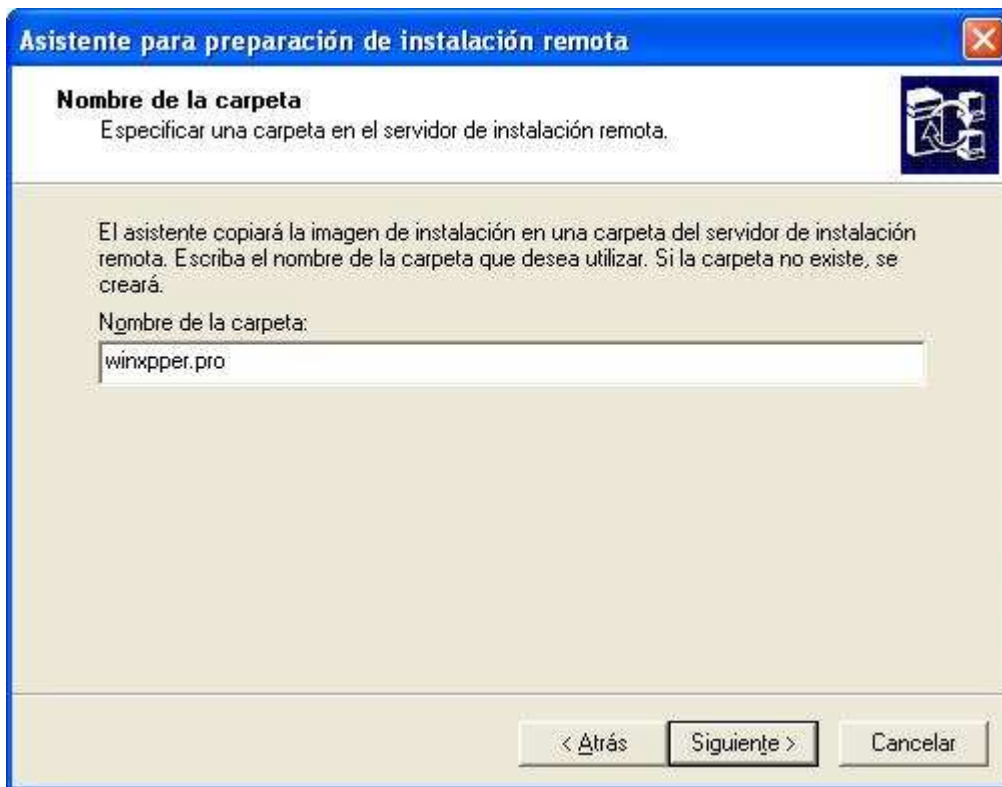 Asistente para preparación de instalación remota
Nombre de la carpeta
Especificar una carpeta en el servidor de instalación remota.
El asistente copiará la imagen de instalación en una carpeta del servidor de instalación
remota. Escriba el nombre de la carpeta que desea utilizar. Si la carpeta no existe, se
creará.
Nombre de la carpeta:
winxpper.pro
< Atrás Siguiente > Cancelar